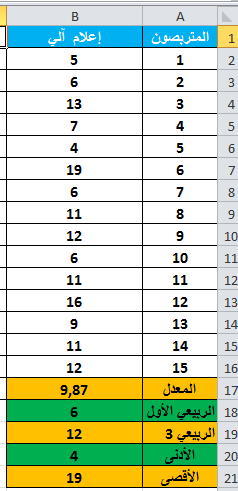 A B
1 المتربصون إعلام آلي
2 1 5
3 2 6
4 3 13
5 4 7
6 5 4
7 6 19
8 7 6
9 8 11
10 9 12
11 10 6
12 11 11
13 12 16
14 13 9
15 14 11
16 15 12
17 المعدل 9,87
18 الربيعي الأول 6
19 الربيعي 3 12
20 الأدنى 4
21 الأقصى 19